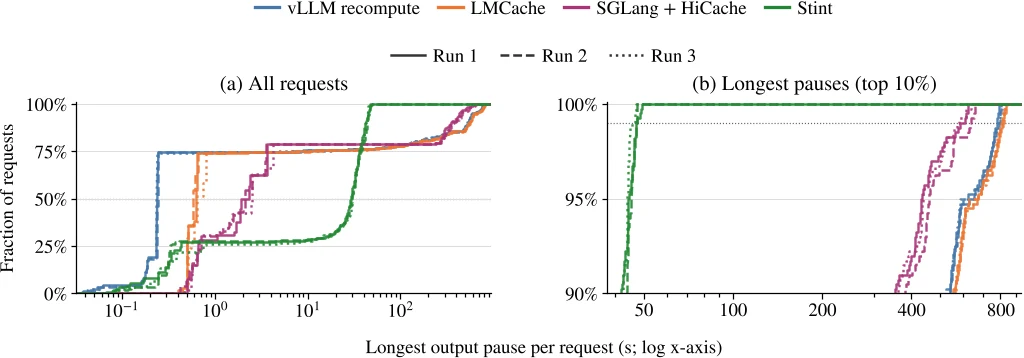 vLLM recompute LMCache SGLang + HiCache Stint
Run 1 Run 2 Run 3
(a) All requests (b) Longest pauses (top 10%)
Fraction of requests
100%
75%
50%
25%
0%
10⁻¹ 10⁰ 10¹ 10²
100%
95%
90%
50 100 200 400 800
Longest output pause per request (s; log x-axis)